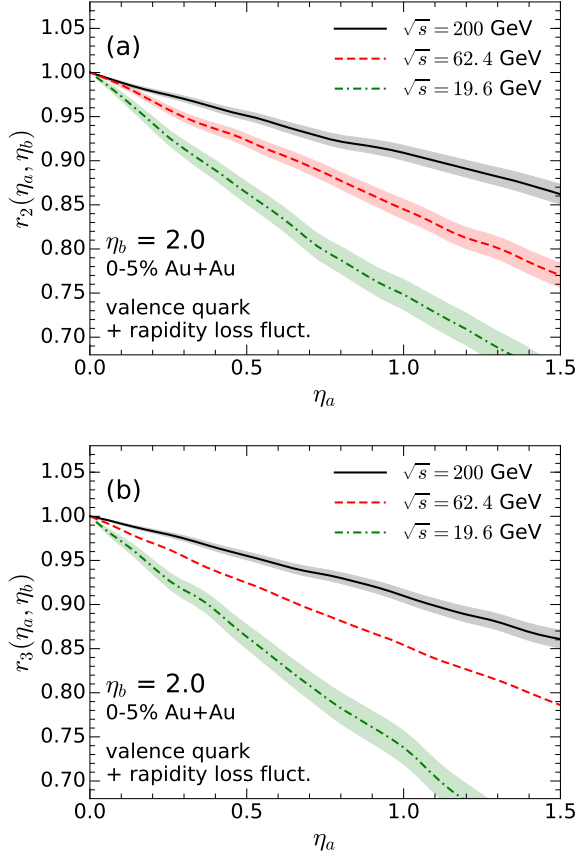 (a)
√s = 200 GeV
√s = 62.4 GeV
√s = 19.6 GeV
1.05
1.00
0.95
0.90
0.85
0.80
0.75
0.70
r₂(ηₐ, η_b)
η_b = 2.0
0-5% Au+Au
valence quark
+ rapidity loss fluct.
0.0 0.5 1.0 1.5
ηₐ
(b)
√s = 200 GeV
√s = 62.4 GeV
√s = 19.6 GeV
1.05
1.00
0.95
0.90
0.85
0.80
0.75
0.70
r₃(ηₐ, η_b)
η_b = 2.0
0-5% Au+Au
valence quark
+ rapidity loss fluct.
0.0 0.5 1.0 1.5
ηₐ